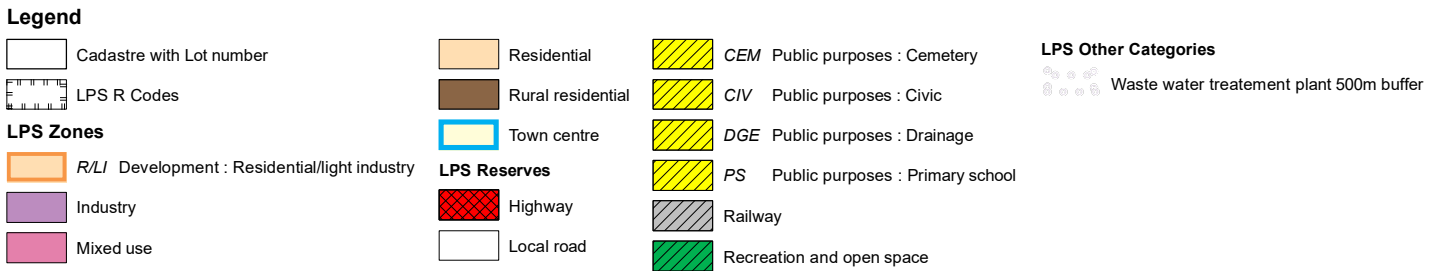 Legend
Cadastre with Lot number
LPS R Codes
LPS Zones
R/LI Development : Residential/light industry
Industry
Mixed use
Residential
Rural residential
Town centre
LPS Reserves
Highway
Local road
CEM Public purposes : Cemetery
CIV Public purposes : Civic
DGE Public purposes : Drainage
PS Public purposes : Primary school
Railway
Recreation and open space
LPS Other Categories
Waste water treatement plant 500m buffer